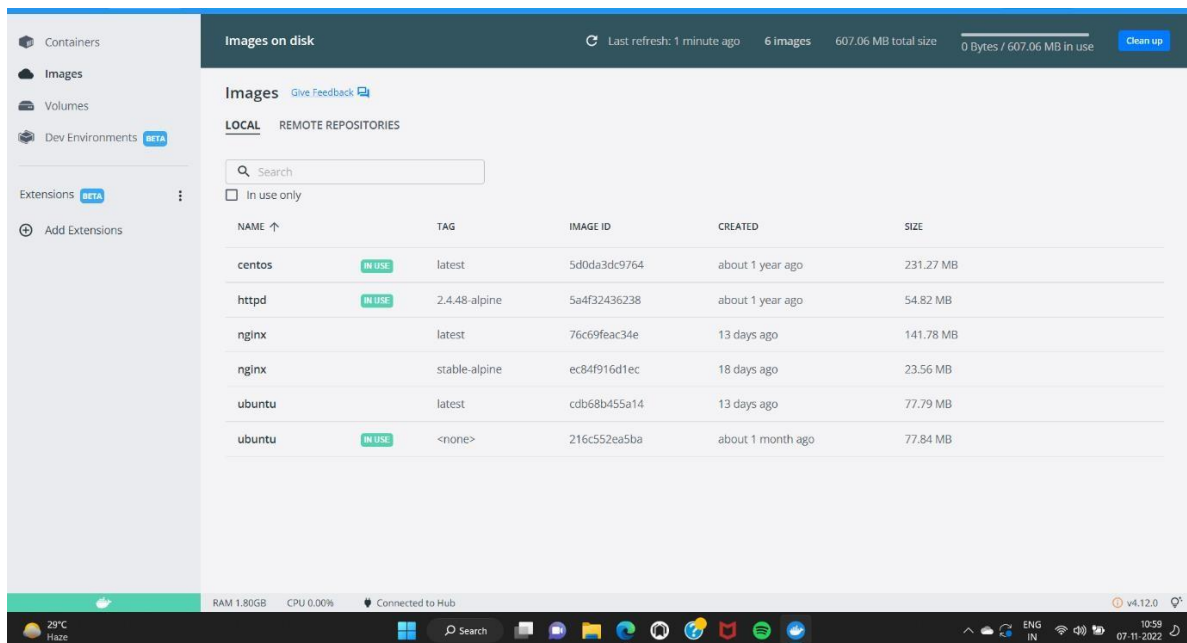 Containers
Images
Volumes
Dev Environments BETA
Extensions BETA
Add Extensions
Images on disk
Last refresh: 1 minute ago
6 images
607.06 MB total size
0 Bytes / 607.06 MB in use
Clean up
Images Give Feedback
LOCAL REMOTE REPOSITORIES
Search
In use only
NAME TAG IMAGE ID CREATED SIZE
centos IN USE latest 5d0da3dc9764 about 1 year ago 231.27 MB
httpd IN USE 2.4.48-alpine 5a4f32436238 about 1 year ago 54.82 MB
nginx latest 76c69feac34e 13 days ago 141.78 MB
nginx stable-alpine ec84f916d1ec 18 days ago 23.56 MB
ubuntu latest cdb68b455a14 13 days ago 77.79 MB
ubuntu IN USE <none> 216c552ea5ba about 1 month ago 77.84 MB
RAM 1.80GB CPU 0.00% Connected to Hub
v4.12.0
29°C
Haze
Search
ENG
IN
10:59
07-11-2022